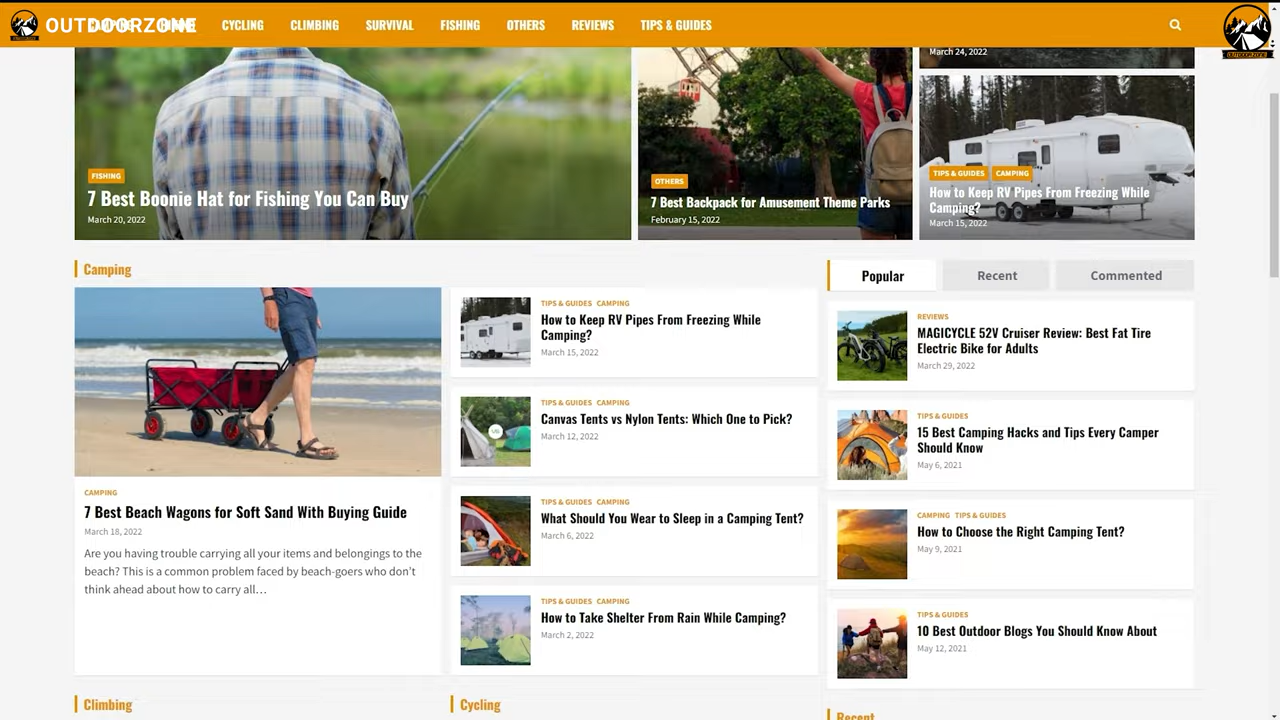 OUTDOORZONE
CYCLING
CLIMBING
SURVIVAL
FISHING
OTHERS
REVIEWS
TIPS & GUIDES
March 24, 2022
FISHING
7 Best Boonie Hat for Fishing You Can Buy
March 20, 2022
OTHERS
7 Best Backpack for Amusement Theme Parks
February 15, 2022
TIPS & GUIDES CAMPING
How to Keep RV Pipes From Freezing While
Camping?
March 15, 2022
Camping
CAMPING
7 Best Beach Wagons for Soft Sand With Buying Guide
March 18, 2022
Are you having trouble carrying all your items and belongings to the
beach? This is a common problem faced by beach-goers who don't
think ahead about how to carry all…
TIPS & GUIDES CAMPING
How to Keep RV Pipes From Freezing While
Camping?
March 15, 2022
TIPS & GUIDES CAMPING
Canvas Tents vs Nylon Tents: Which One to Pick?
March 12, 2022
TIPS & GUIDES CAMPING
What Should You Wear to Sleep in a Camping Tent?
March 6, 2022
TIPS & GUIDES CAMPING
How to Take Shelter From Rain While Camping?
March 2, 2022
Popular
Recent
Commented
REVIEWS
MAGICYCLE 52V Cruiser Review: Best Fat Tire
Electric Bike for Adults
March 29, 2022
TIPS & GUIDES
15 Best Camping Hacks and Tips Every Camper
Should Know
May 6, 2021
CAMPING TIPS & GUIDES
How to Choose the Right Camping Tent?
May 9, 2021
TIPS & GUIDES
10 Best Outdoor Blogs You Should Know About
May 12, 2021
Climbing
Cycling
Recent